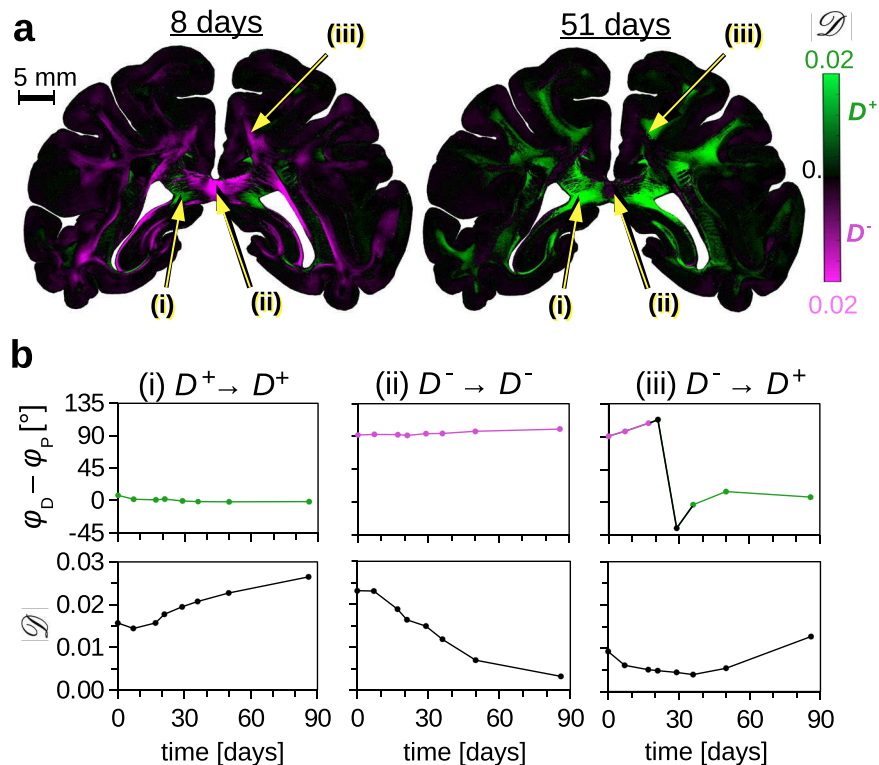 a
8 days
51 days
|𝒟|
(iii)
(iii)
0.02
5 mm
D+
0.
D-
(i)
(ii)
(i)
(ii)
0.02
b
(i) D+ → D+
(ii) D- → D-
(iii) D- → D+
φD – φP [°]
135
90
45
0
-45
|𝒟|
0.03
0.02
0.01
0.00
0 30 60 90
0 30 60 90
0 30 60 90
time [days]
time [days]
time [days]